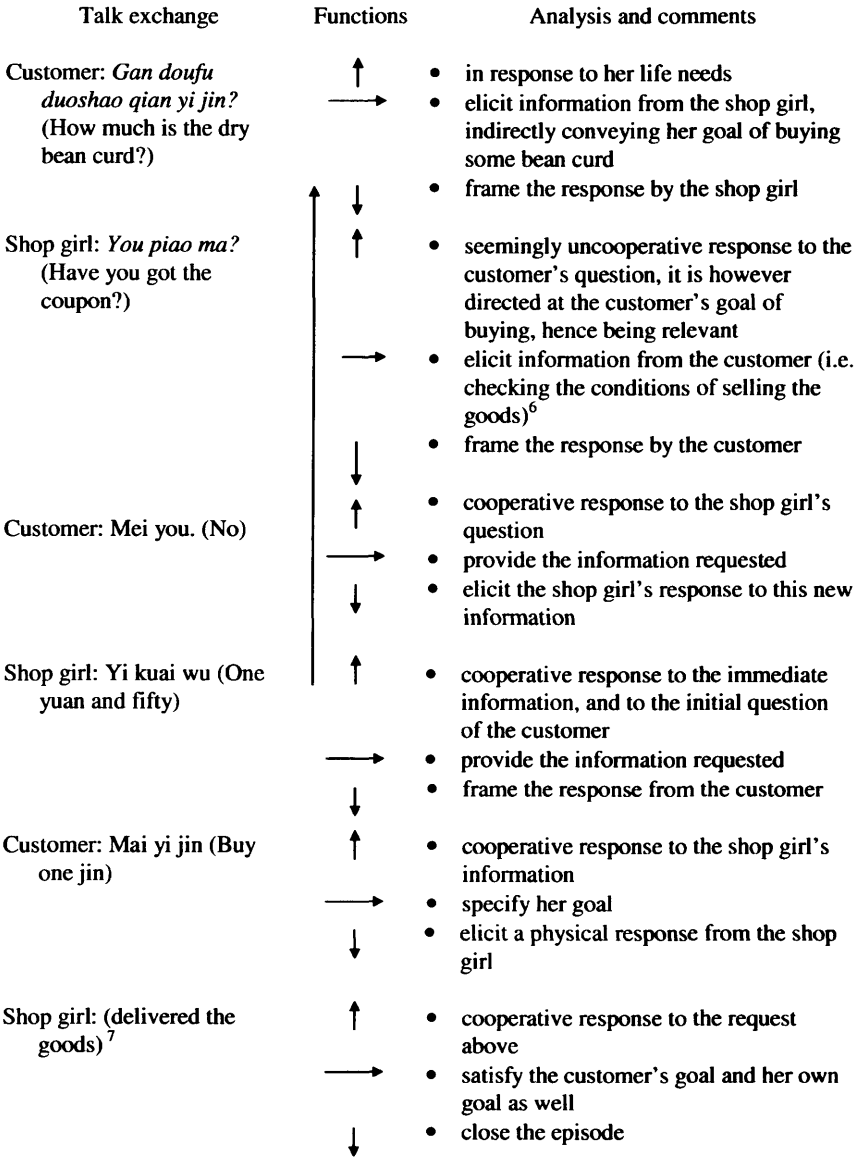 Talk exchange Functions Analysis and comments
Customer: Gan doufu
duoshao qian yi jin?
(How much is the dry
bean curd?)
• in response to her life needs
• elicit information from the shop girl,
indirectly conveying her goal of buying
some bean curd
• frame the response by the shop girl
Shop girl: You piao ma?
(Have you got the
coupon?)
• seemingly uncooperative response to the
customer's question, it is however
directed at the customer's goal of
buying, hence being relevant
• elicit information from the customer (i.e.
checking the conditions of selling the
goods)6
• frame the response by the customer
Customer: Mei you. (No)
• cooperative response to the shop girl's
question
• provide the information requested
• elicit the shop girl's response to this new
information
Shop girl: Yi kuai wu (One
yuan and fifty)
• cooperative response to the immediate
information, and to the initial question
of the customer
• provide the information requested
• frame the response from the customer
Customer: Mai yi jin (Buy
one jin)
• cooperative response to the shop girl's
information
• specify her goal
• elicit a physical response from the shop
girl
Shop girl: (delivered the
goods) 7
• cooperative response to the request
above
• satisfy the customer's goal and her own
goal as well
• close the episode